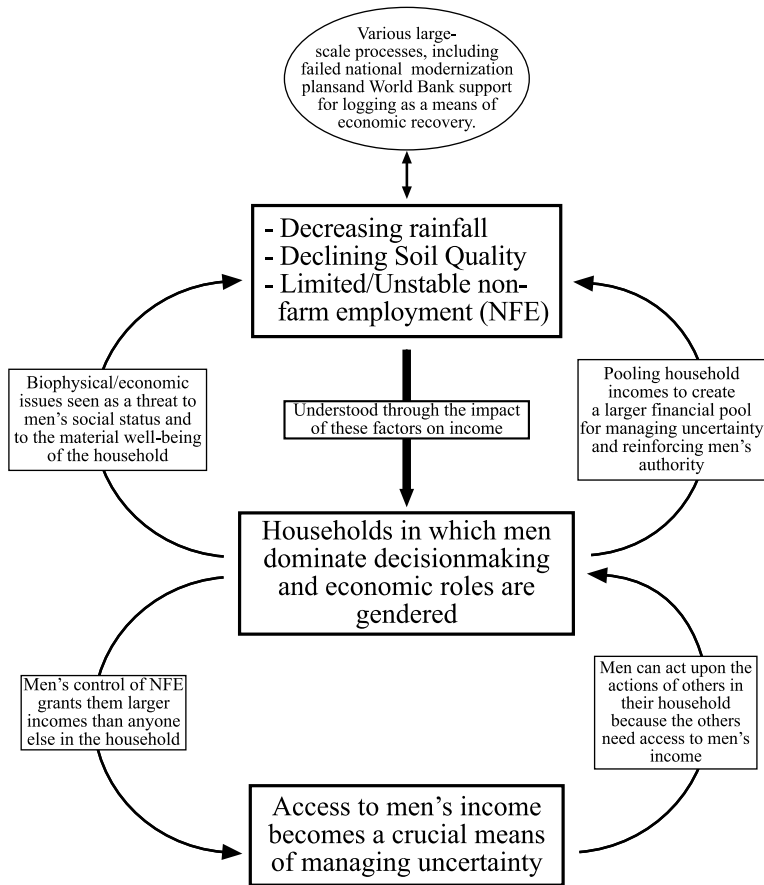 Various large-
scale processes, including
failed national modernization
plansand World Bank support
for logging as a means of
economic recovery.
- Decreasing rainfall
- Declining Soil Quality
- Limited/Unstable non-
farm employment (NFE)
Biophysical/economic
issues seen as a threat to
men's social status and
to the material well-being
of the household
Understood through the impact
of these factors on income
Pooling household
incomes to create
a larger financial pool
for managing uncertainty
and reinforcing men's
authority
Households in which men
dominate decisionmaking
and economic roles are
gendered
Men's control of NFE
grants them larger
incomes than anyone
else in the household
Men can act upon the
actions of others in
their household
because the others
need access to men's
income
Access to men's income
becomes a crucial means
of managing uncertainty